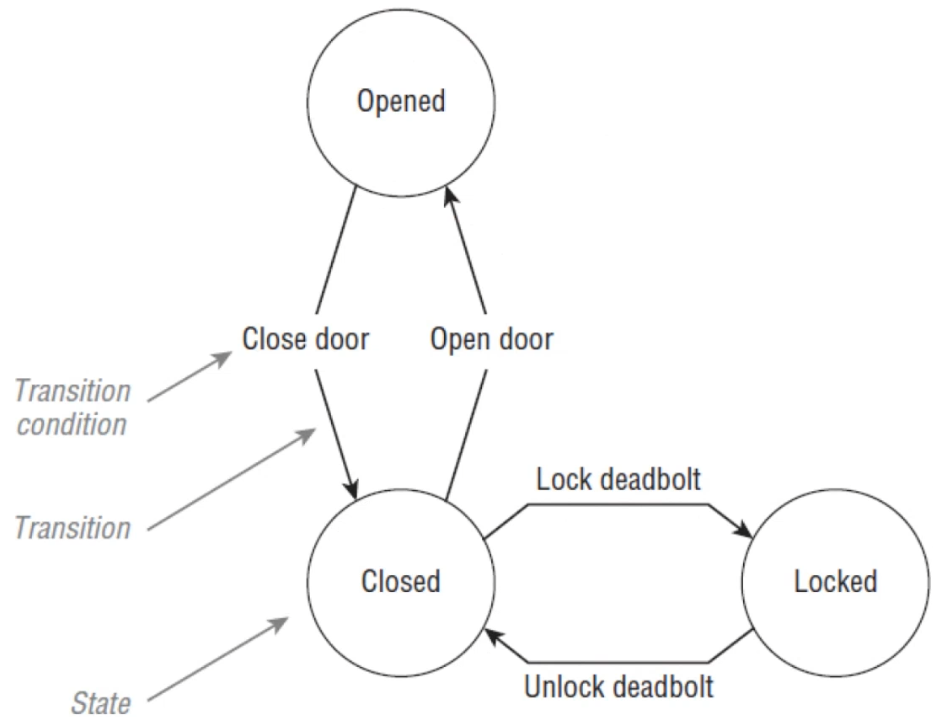 Opened
Close door
Open door
Transition
condition
Lock deadbolt
Transition
Closed
Locked
Unlock deadbolt
State